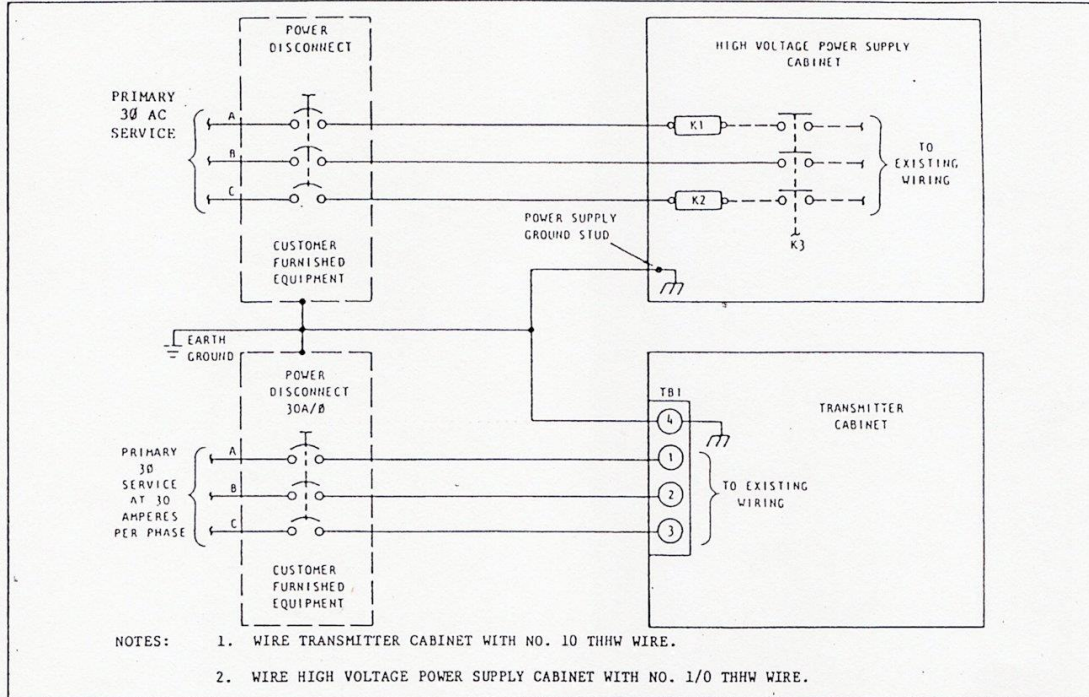 POWER
DISCONNECT
HIGH VOLTAGE POWER SUPPLY
CABINET
PRIMARY
3Ø AC
SERVICE
A
B
C
K1
K2
K3
TO
EXISTING
WIRING
POWER SUPPLY
GROUND STUD
CUSTOMER
FURNISHED
EQUIPMENT
EARTH
GROUND
POWER
DISCONNECT
30A/Ø
TB1
TRANSMITTER
CABINET
4
1
2
3
PRIMARY
30
SERVICE
AT 30
AMPERES
PER PHASE
A
B
C
TO EXISTING
WIRING
CUSTOMER
FURNISHED
EQUIPMENT
NOTES: 1. WIRE TRANSMITTER CABINET WITH NO. 10 THHW WIRE.
2. WIRE HIGH VOLTAGE POWER SUPPLY CABINET WITH NO. 1/0 THHW WIRE.